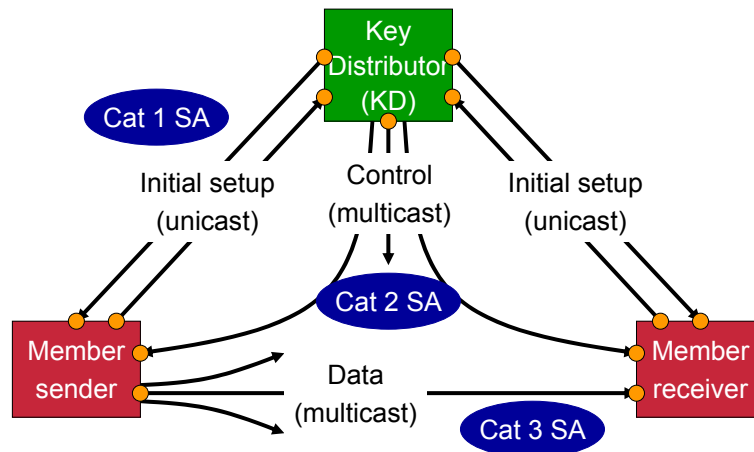 Key
Distributor
(KD)
Cat 1 SA
Initial setup
(unicast)
Control
(multicast)
Initial setup
(unicast)
Cat 2 SA
Member
sender
Data
(multicast)
Member
receiver
Cat 3 SA